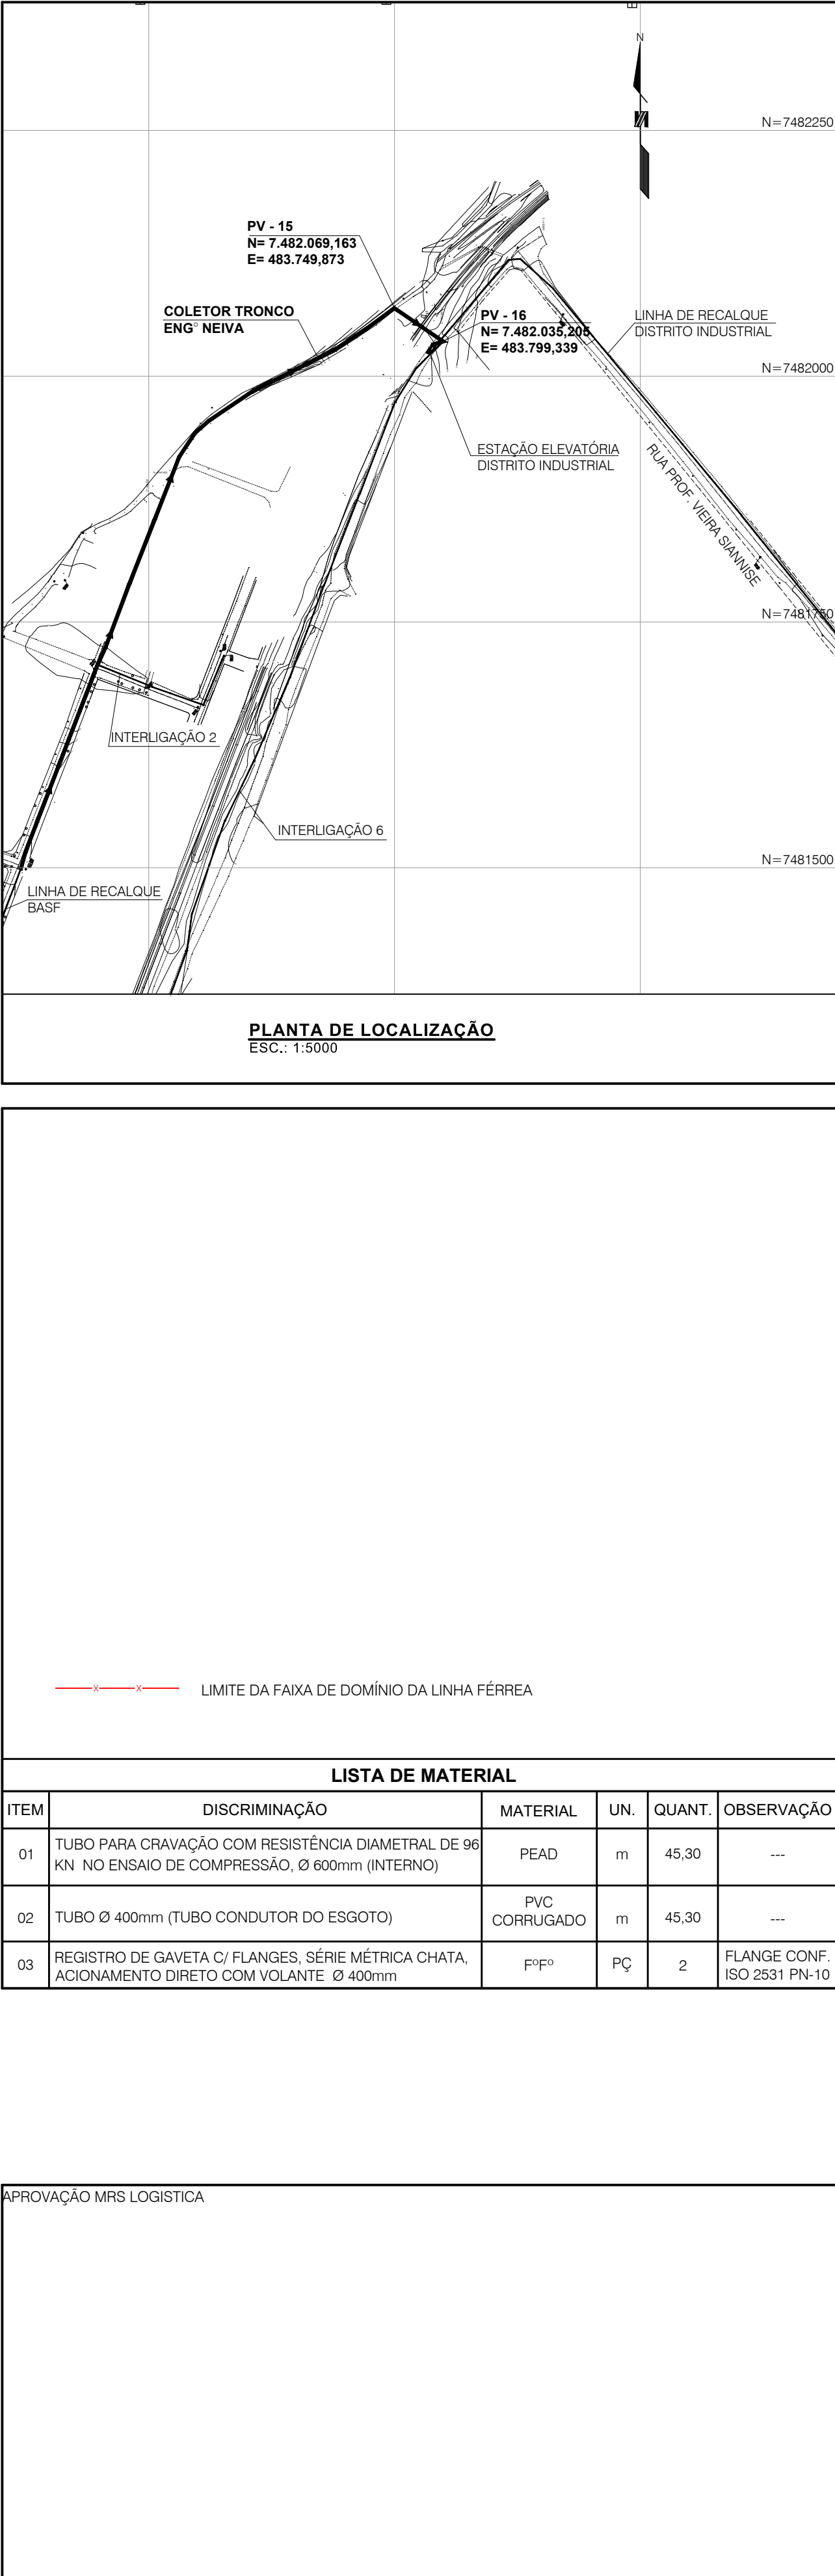 N
N=7482250
PV - 15
N= 7.482.069,163
E= 483.749,873
COLETOR TRONCO
ENG° NEIVA
PV - 16
N= 7.482.035,205
E= 483.799,339
LINHA DE RECALQUE
DISTRITO INDUSTRIAL
N=7482000
ESTAÇÃO ELEVATÓRIA
DISTRITO INDUSTRIAL
RUA PROF. VIEIRA SIANNISE
N=7481750
INTERLIGAÇÃO 2
INTERLIGAÇÃO 6
N=7481500
LINHA DE RECALQUE
BASF
PLANTA DE LOCALIZAÇÃO
ESC.: 1:5000
X X LIMITE DA FAIXA DE DOMÍNIO DA LINHA FÉRREA
LISTA DE MATERIAL
ITEM DISCRIMINAÇÃO MATERIAL UN. QUANT. OBSERVAÇÃO
01 TUBO PARA CRAVAÇÃO COM RESISTÊNCIA DIAMETRAL DE 96
KN NO ENSAIO DE COMPRESSÃO, Ø 600mm (INTERNO) PEAD m 45,30 ---
02 TUBO Ø 400mm (TUBO CONDUTOR DO ESGOTO) PVC
CORRUGADO m 45,30 ---
03 REGISTRO DE GAVETA C/ FLANGES, SÉRIE MÉTRICA CHATA,
ACIONAMENTO DIRETO COM VOLANTE Ø 400mm FºFº PÇ 2 FLANGE CONF.
ISO 2531 PN-10
APROVAÇÃO MRS LOGISTICA